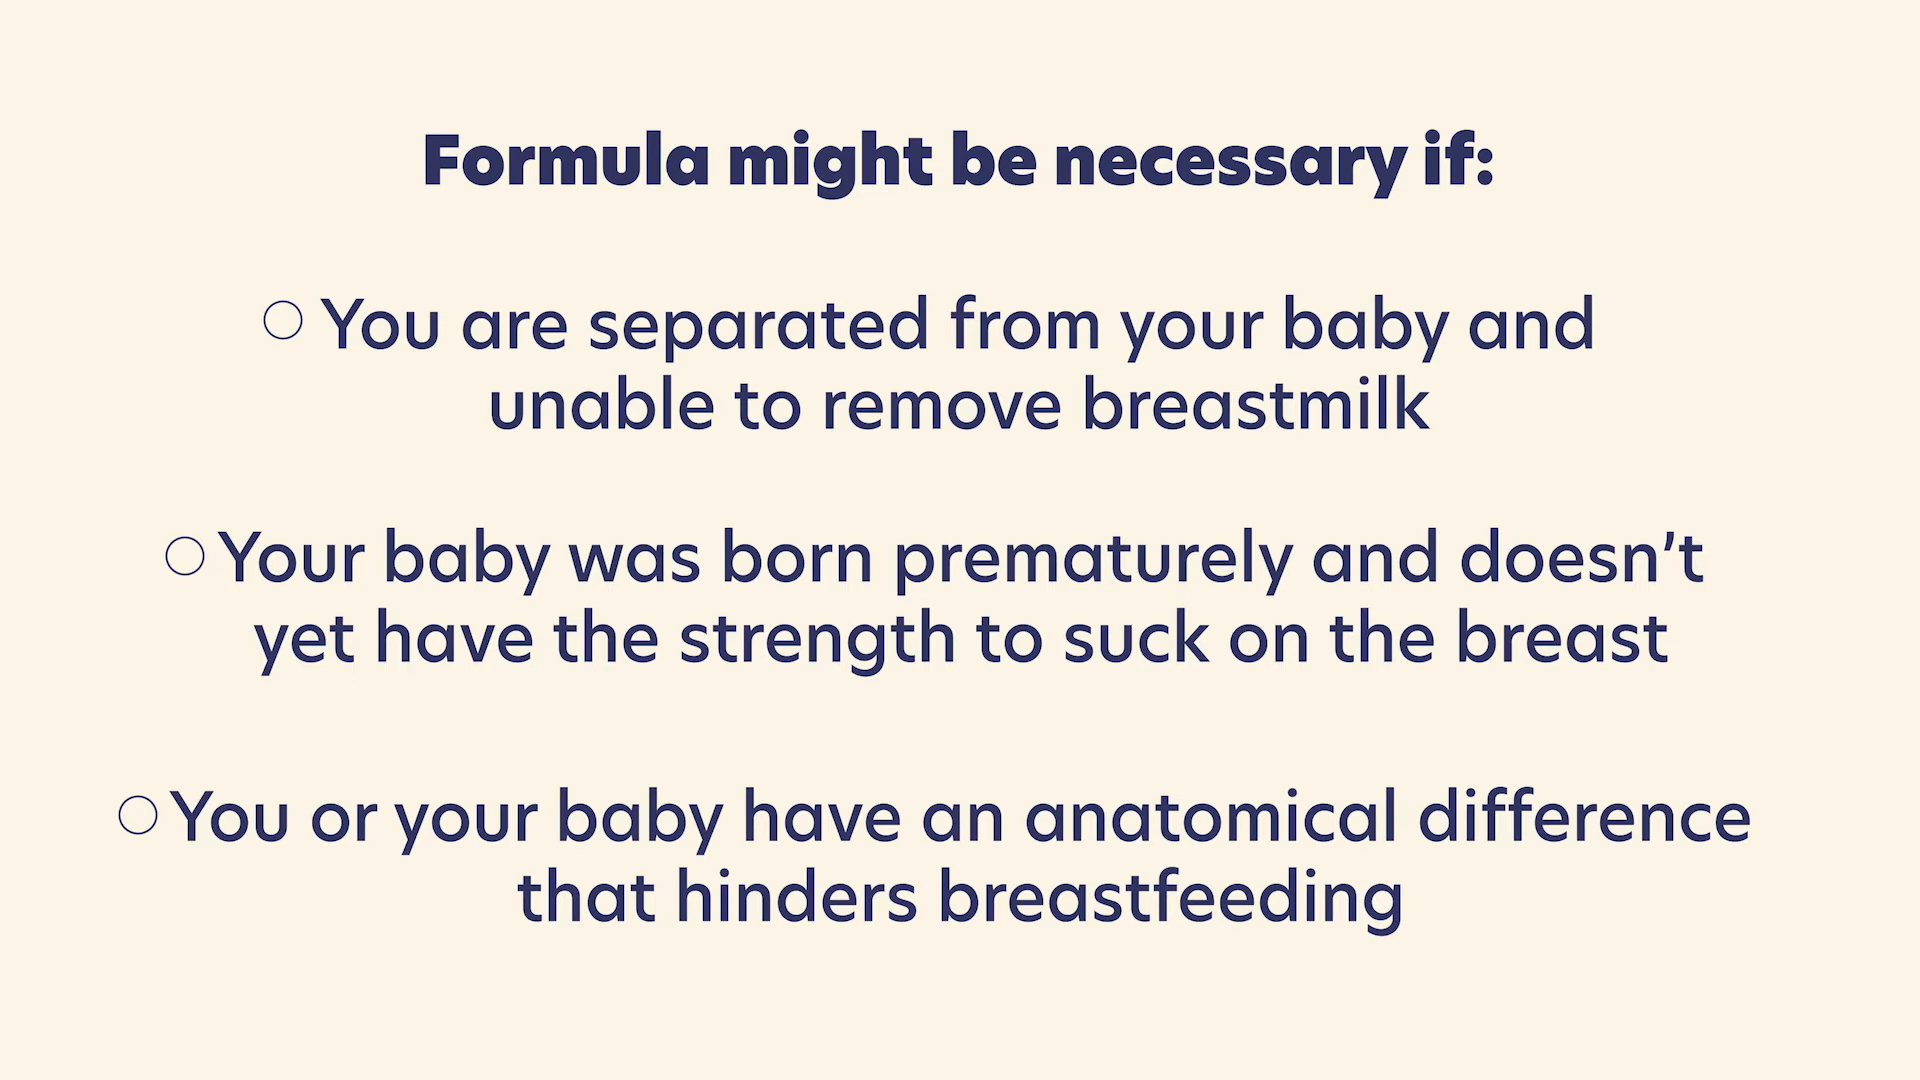 Formula might be necessary if:
○ You are separated from your baby and
unable to remove breastmilk
○ Your baby was born prematurely and doesn’t
yet have the strength to suck on the breast
○ You or your baby have an anatomical difference
that hinders breastfeeding